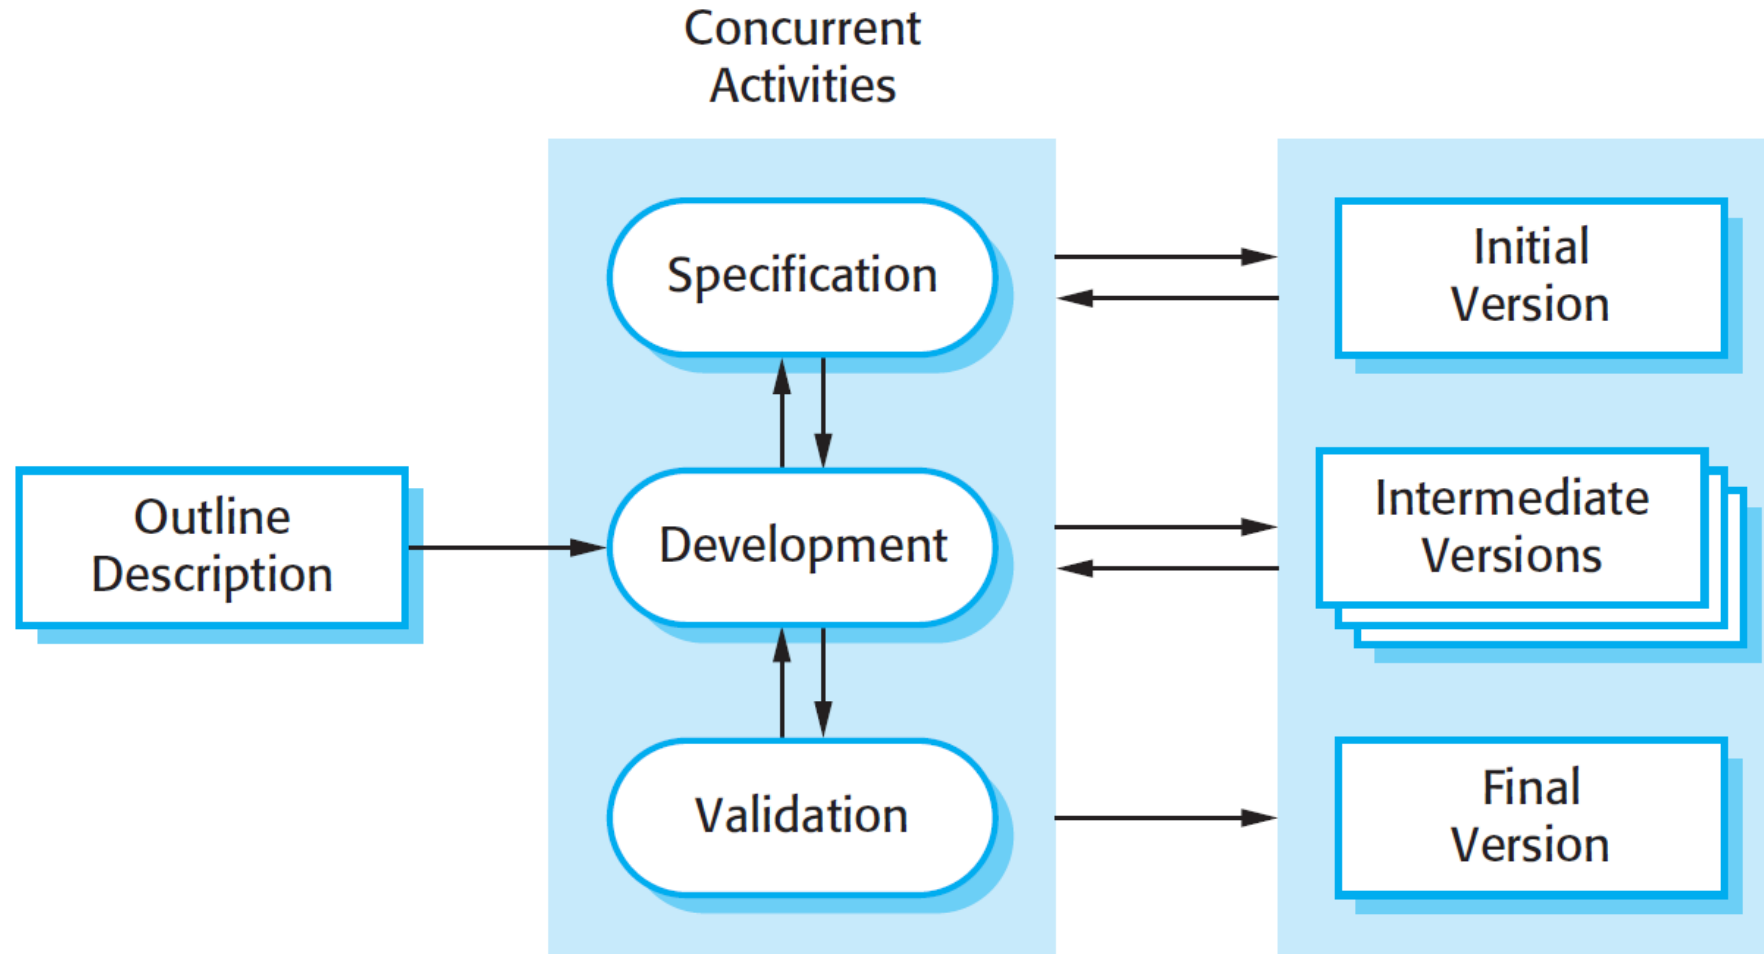 Concurrent
Activities
Specification
Initial
Version
Outline
Description
Development
Intermediate
Versions
Validation
Final
Version